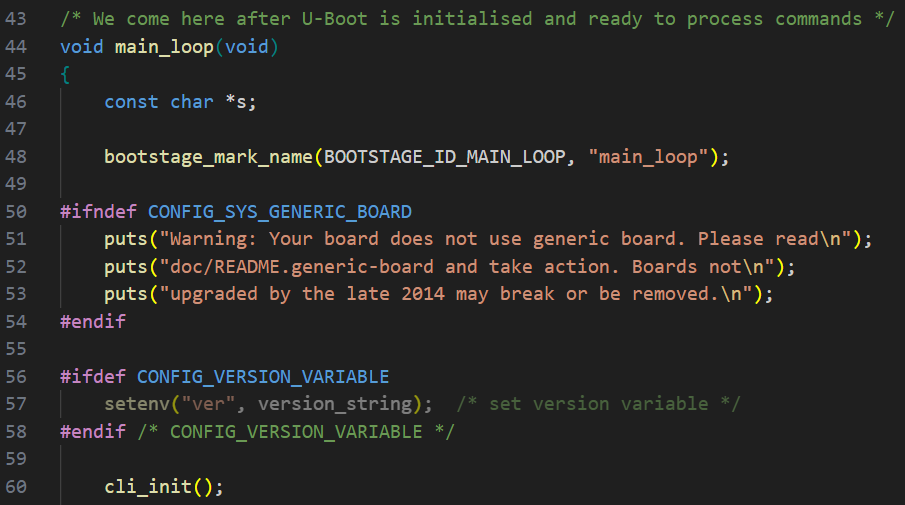 43 /* We come here after U-Boot is initialised and ready to process commands */
44 void main_loop(void)
45 {
46     const char *s;
47
48     bootstage_mark_name(BOOTSTAGE_ID_MAIN_LOOP, "main_loop");
49
50 #ifndef CONFIG_SYS_GENERIC_BOARD
51     puts("Warning: Your board does not use generic board. Please read\n");
52     puts("doc/README.generic-board and take action. Boards not\n");
53     puts("upgraded by the late 2014 may break or be removed.\n");
54 #endif
55
56 #ifdef CONFIG_VERSION_VARIABLE
57     setenv("ver", version_string);  /* set version variable */
58 #endif /* CONFIG_VERSION_VARIABLE */
59
60     cli_init();